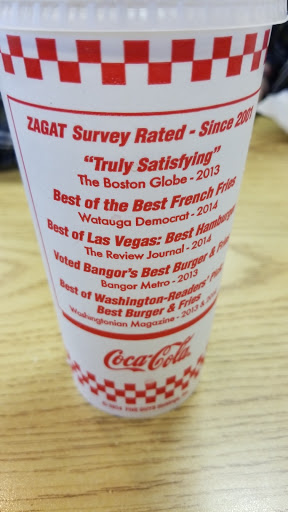 ZAGAT Survey Rated - Since 2001
"Truly Satisfying"
The Boston Globe - 2013
Best of the Best French Fries
Watauga Democrat - 2014
Best of Las Vegas: Best Hamburger
The Review Journal - 2014
Voted Bangor's Best Burger & Fries
Bangor Metro - 2013
Best of Washington-Readers'
Best Burger & Fries
Washingtonian Magazine - 2013 &
Coca-Cola